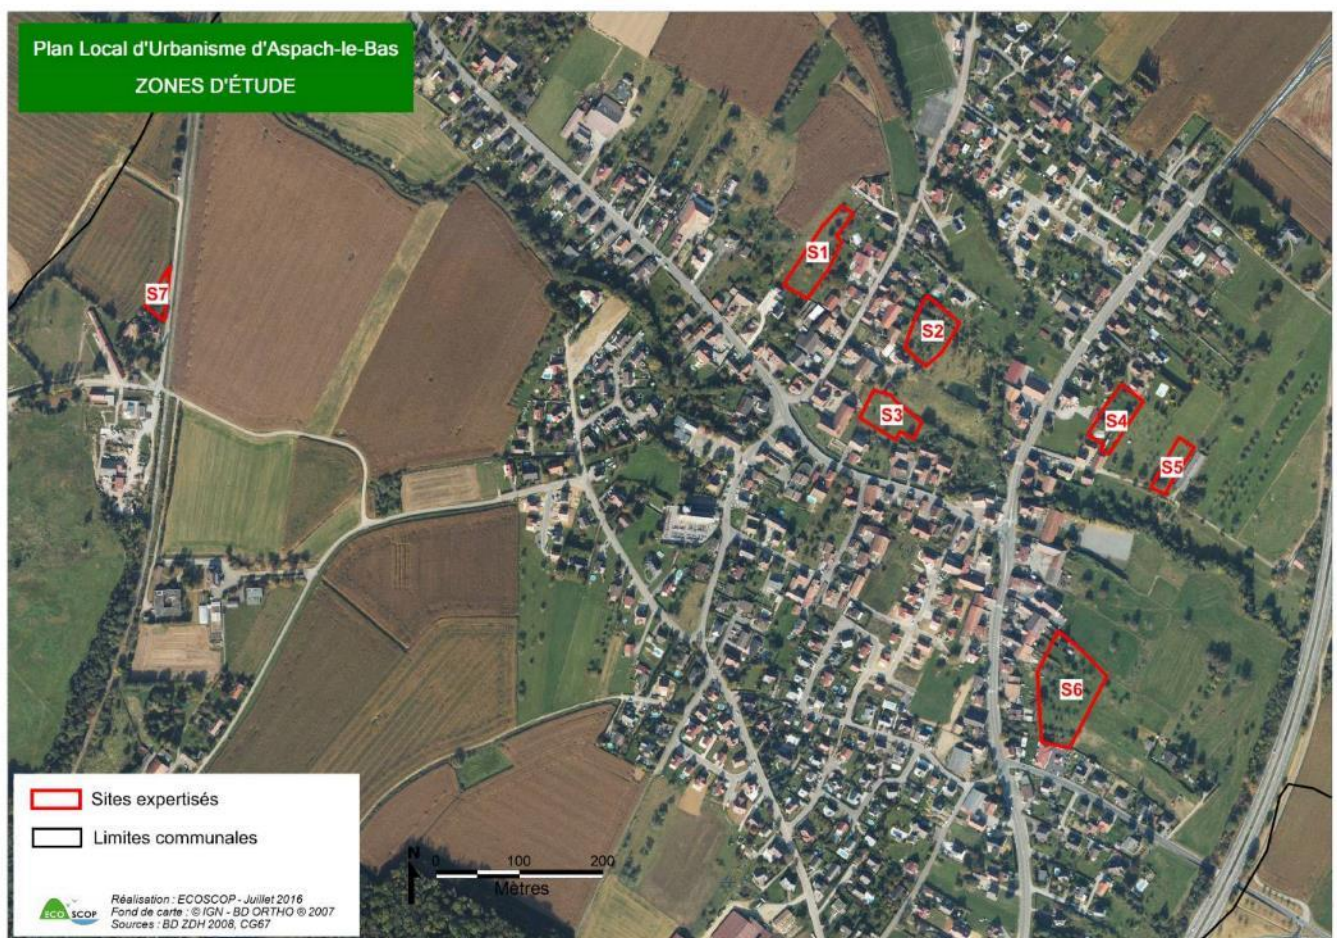 Plan Local d'Urbanisme d'Aspach-le-Bas
ZONES D'ÉTUDE
S1
S7
S2
S3
S4
S5
S6
Sites expertisés
Limites communales
N
0 100 200
Mètres
ECO SCOP
Réalisation : ECOSCOP - Juillet 2016
Fond de carte : © IGN - BD ORTHO ® 2007
Sources : BD ZDH 2008, CG67